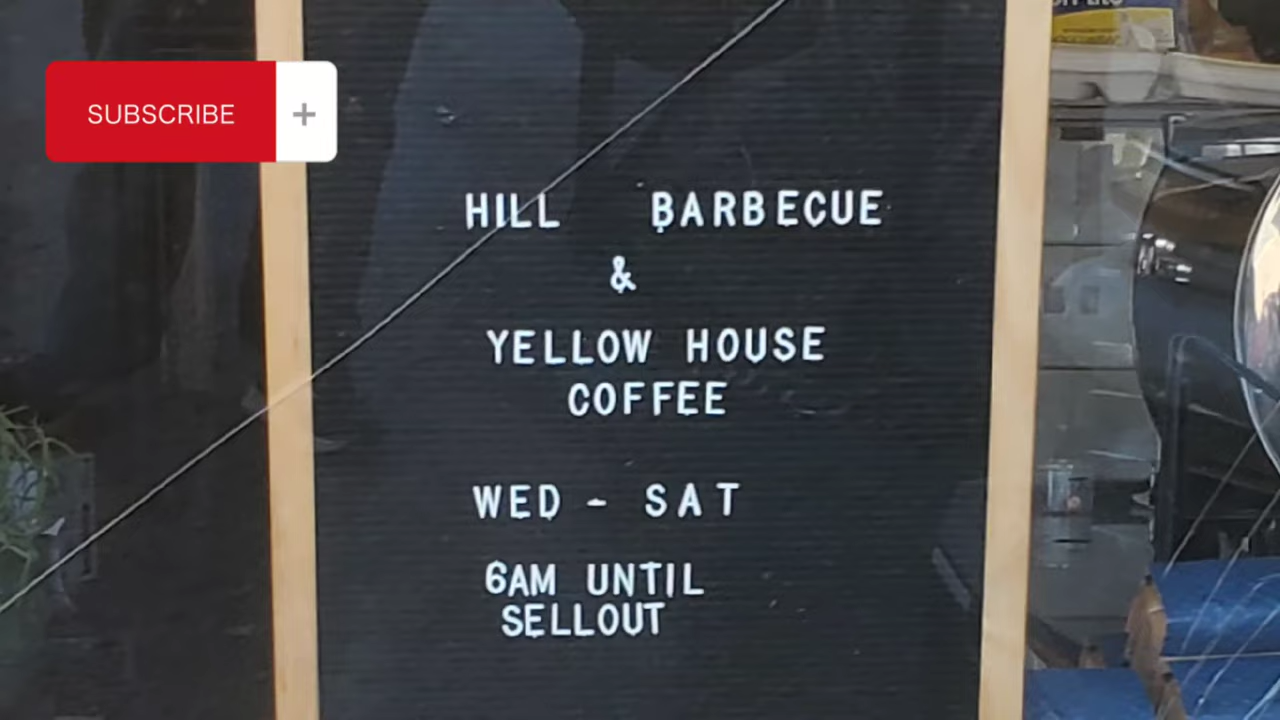 SUBSCRIBE +
HILL BARBECUE
&
YELLOW HOUSE
COFFEE
WED - SAT
6AM UNTIL
SELLOUT